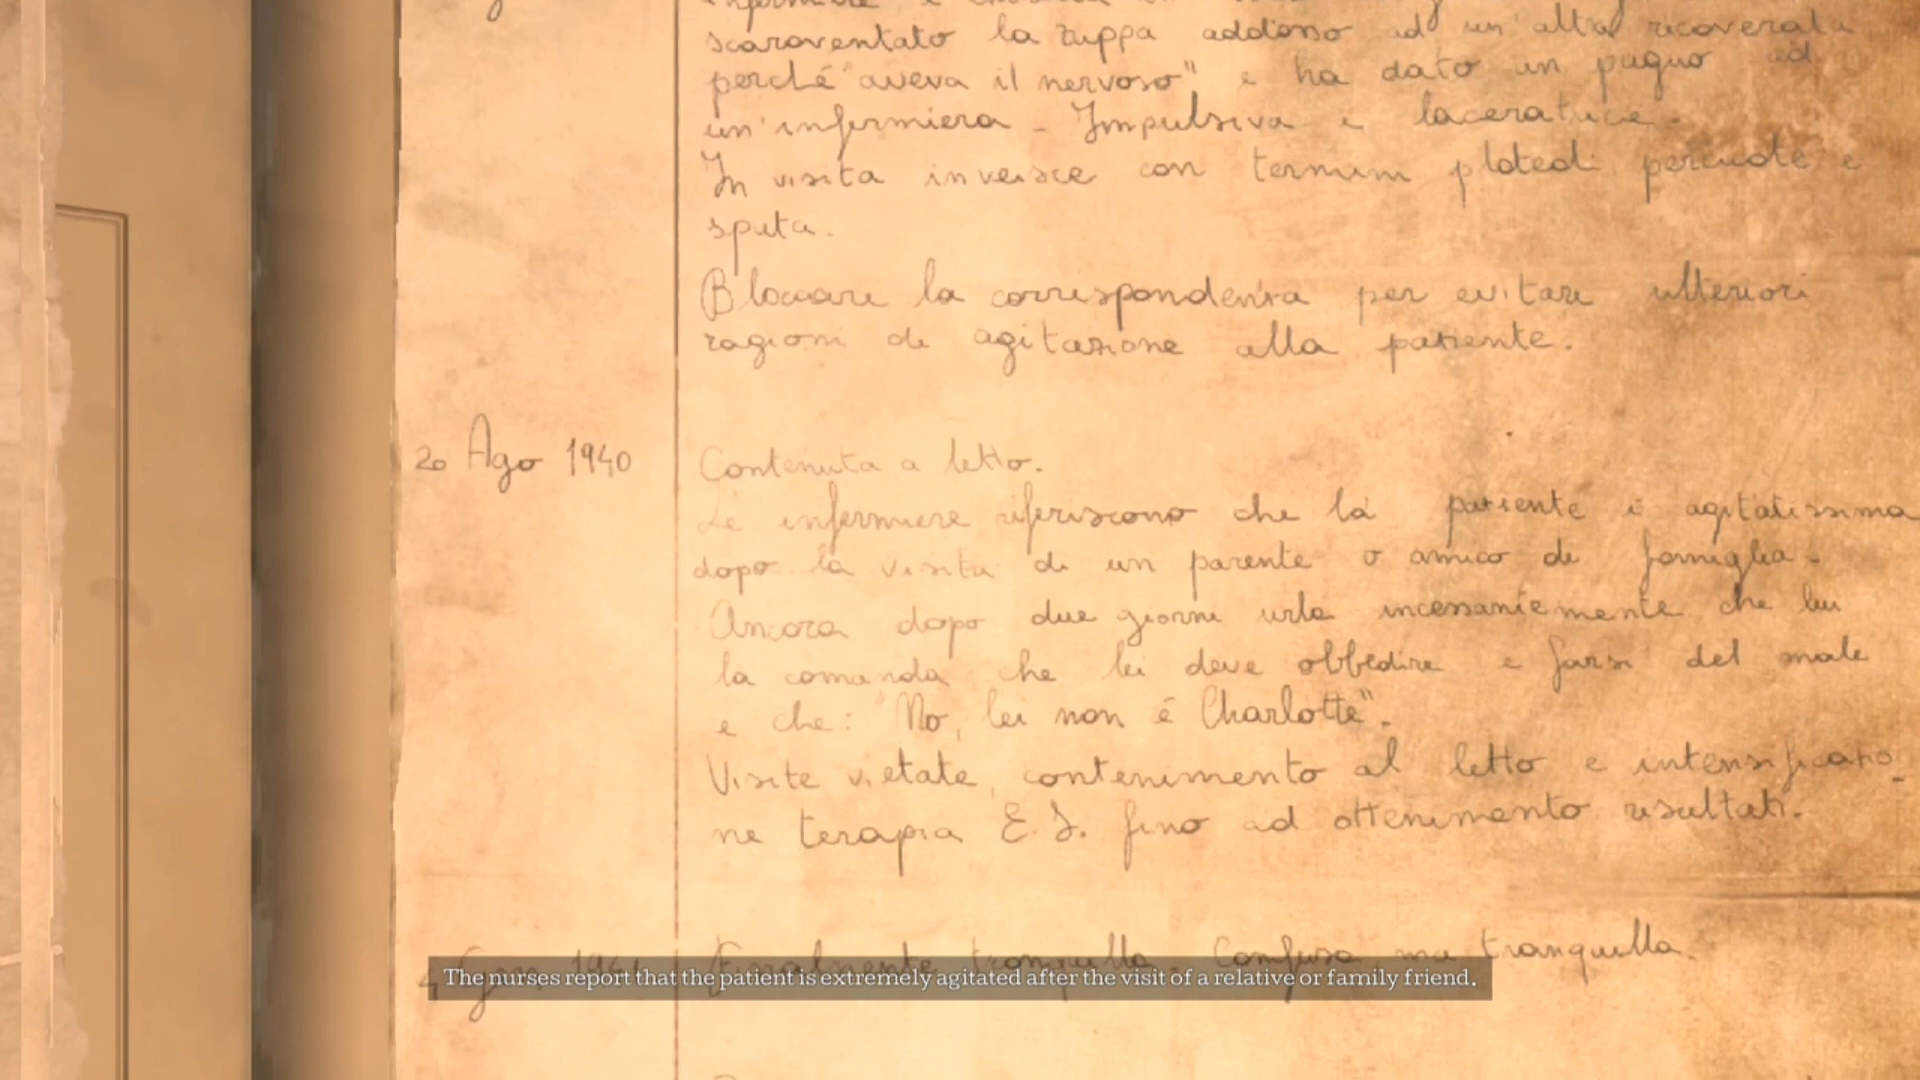 scaraventato la zuppa addosso ad un'altra ricoverata
perché "aveva il nervoso" e ha dato un pugno ad
un'infermiera - Impulsiva e laceratrice -
In visita inveisce con termini plateali percuote e
sputa.
Bloccare la corrispondenza per evitare ulteriori
ragioni di agitazione alla paziente.
20 Ago 1940
Contenuta a letto.
Le infermiere riferiscono che la paziente è agitatissima
dopo la visita di un parente o amico di famiglia.
Ancora dopo due giorni urla incessantemente che lui
la comanda che lei deve obbedire e farsi del male
e che: "No, lei non é Charlotte".
Visite vietate, contenimento al letto e intensificazio-
ne terapia E.S. fino ad ottenimento risultati.
Finalmente tranquilla. Confusa ma tranquilla.
The nurses report that the patient is extremely agitated after the visit of a relative or family friend.